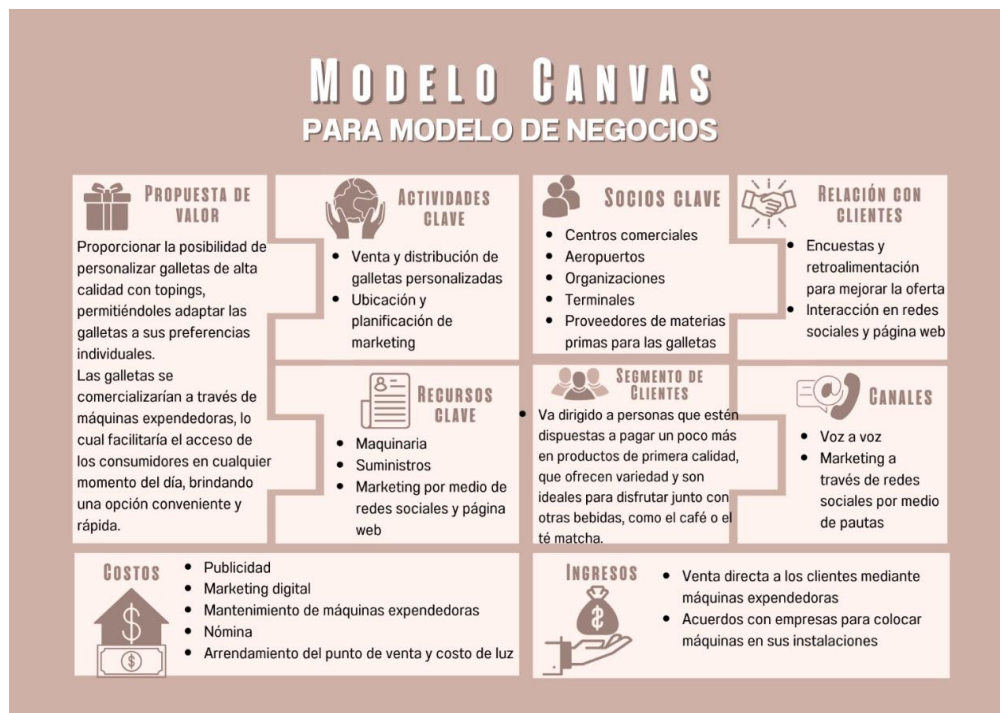 MODELO CANVAS
PARA MODELO DE NEGOCIOS
PROPUESTA DE
VALOR
Proporcionar la posibilidad de
personalizar galletas de alta
calidad con topings,
permitiéndoles adaptar las
galletas a sus preferencias
individuales.
Las galletas se
comercializarían a través de
máquinas expendedoras, lo
cual facilitaría el acceso de
los consumidores en cualquier
momento del día, brindando
una opción conveniente y
rápida.
ACTIVIDADES
CLAVE
• Venta y distribución de
galletas personalizadas
• Ubicación y
planificación de
marketing
SOCIOS CLAVE
• Centros comerciales
• Aeropuertos
• Organizaciones
• Terminales
• Proveedores de materias
primas para las galletas
RELACIÓN CON
CLIENTES
• Encuestas y
retroalimentación
para mejorar la oferta
• Interacción en redes
sociales y página web
RECURSOS
CLAVE
• Maquinaria
• Suministros
• Marketing por medio de
redes sociales y página
web
SEGMENTO DE
CLIENTES
• Va dirigido a personas que estén
dispuestas a pagar un poco más
en productos de primera calidad,
que ofrecen variedad y son
ideales para disfrutar junto con
otras bebidas, como el café o el
té matcha.
CANALES
• Voz a voz
• Marketing a
través de redes
sociales por medio
de pautas
COSTOS
• Publicidad
• Marketing digital
• Mantenimiento de máquinas expendedoras
• Nómina
• Arrendamiento del punto de venta y costo de luz
INGRESOS
• Venta directa a los clientes mediante
máquinas expendedoras
• Acuerdos con empresas para colocar
máquinas en sus instalaciones